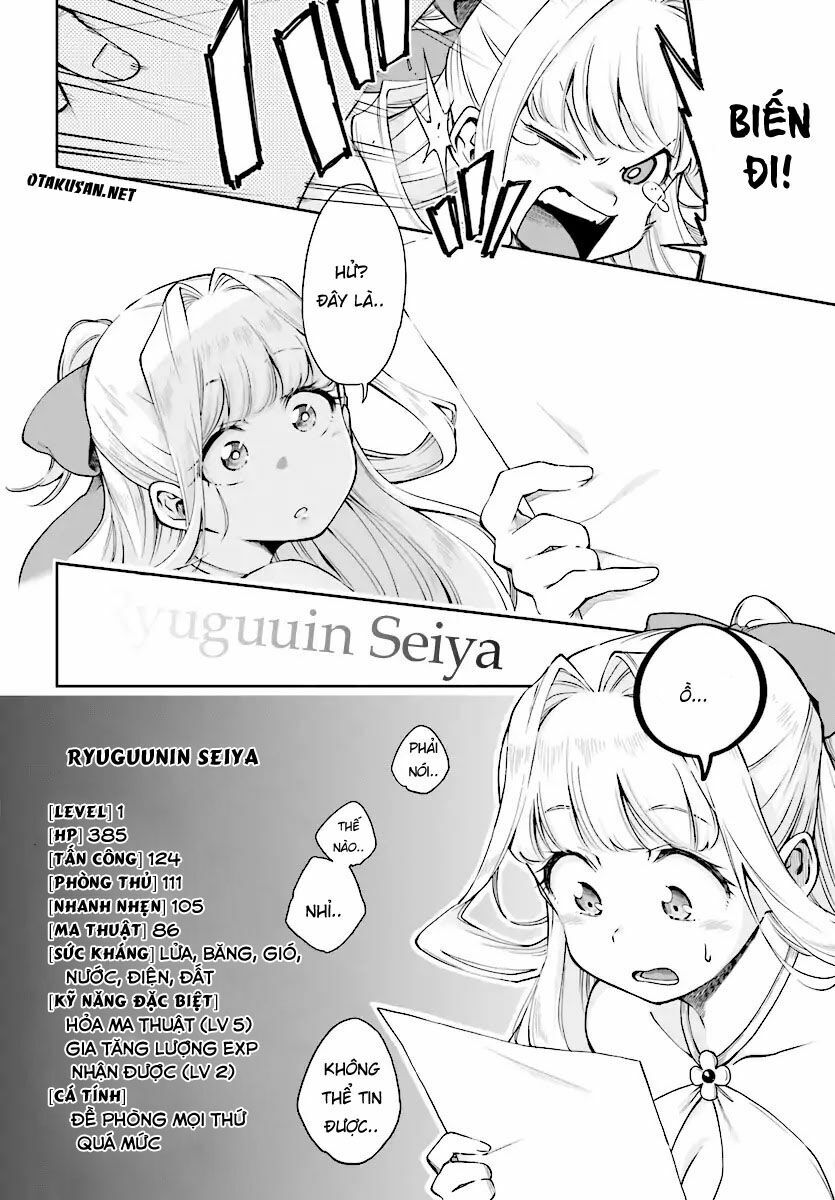 BIẾN
ĐI!
OTAKUSAN.NET
HỬ?
ĐÂY LÀ..
Ryuguuin Seiya
Ồ...
PHẢI
NÓI..
THẾ
NÀO..
NHỈ..
RYUGUUNIN SEIYA
[LEVEL] 1
[HP] 385
[TẤN CÔNG] 124
[PHÒNG THỦ] 111
[NHANH NHẸN] 105
[MA THUẬT] 86
[SỨC KHÁNG] LỬA, BĂNG, GIÓ,
NƯỚC, ĐIỆN, ĐẤT
[KỸ NĂNG ĐẶC BIỆT]
HỎA MA THUẬT (LV 5)
GIA TĂNG LƯỢNG EXP
NHẬN ĐƯỢC (LV 2)
[CÁ TÍNH]
ĐỀ PHÒNG MỌI THỨ
QUÁ MỨC
KHÔNG
THỂ TIN
ĐƯỢC..